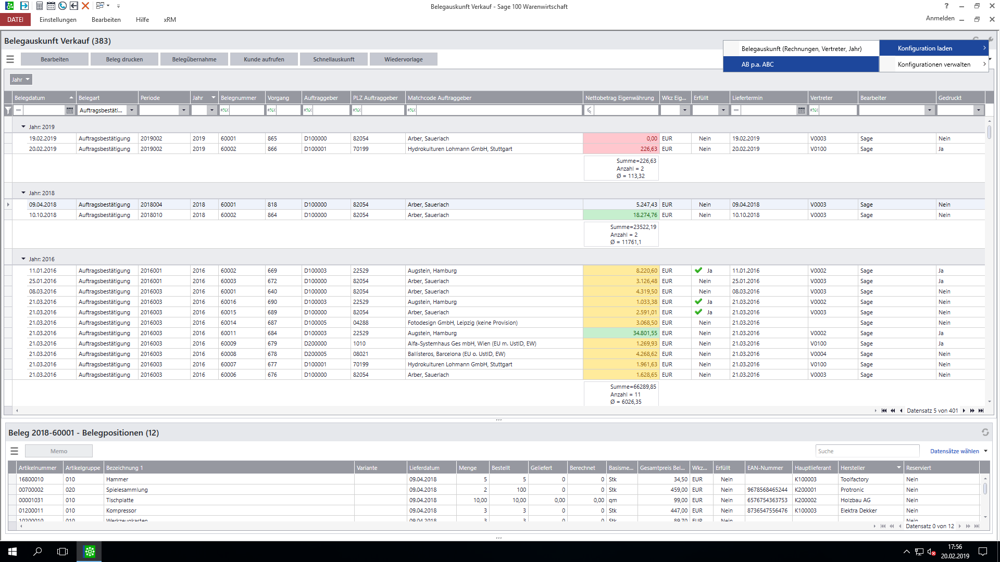 Belegauskunft Verkauf - Sage 100 Warenwirtschaft
?
DATEI Einstellungen Bearbeiten Hilfe xRM Anmelden
Belegauskunft Verkauf (383)
Bearbeiten Beleg drucken Belegübernahme Kunde aufrufen Schnellauskunft Wiedervorlage
Belegauskunft (Rechnungen, Vertreter, Jahr) Konfiguration laden
AB p.a. ABC Konfigurationen verwalten
Jahr
Belegdatum Belegart Periode Jahr Belegnummer Vorgang Auftraggeber PLZ Auftraggeber Matchcode Auftraggeber Nettobetrag Eigenwährung Wkz Eig... Erfüllt Liefertermin Vertreter Bearbeiter Gedruckt
= Auftragsbestäti... A%C A%C A%C A%C A%C ≤ = A%C
Jahr: 2019
19.02.2019 Auftragsbestätigung 2019002 2019 60001 865 D100000 82054 Arber, Sauerlach 0,00 EUR Nein 19.02.2019 V0003 Sage Nein
20.02.2019 Auftragsbestätigung 2019002 2019 60002 866 D100001 70199 Hydrokulturen Lohmann GmbH, Stuttgart 226,63 EUR Nein 20.02.2019 V0100 Sage Ja
Summe=226,63
Anzahl = 2
Ø = 113,32
Jahr: 2018
09.04.2018 Auftragsbestätigung 2018004 2018 60001 818 D100000 82054 Arber, Sauerlach 5.247,43 EUR Nein 09.04.2018 V0003 Sage Nein
10.10.2018 Auftragsbestätigung 2018010 2018 60002 864 D100000 82054 Arber, Sauerlach 18.274,76 EUR Nein 10.10.2018 V0003 Sage Nein
Summe=23522,19
Anzahl = 2
Ø = 11761,1
Jahr: 2016
11.01.2016 Auftragsbestätigung 2016001 2016 60002 669 D100003 22529 Augstein, Hamburg 8.220,60 EUR Ja 11.01.2016 V0002 Sage Ja
25.01.2016 Auftragsbestätigung 2016001 2016 60003 672 D100000 82054 Arber, Sauerlach 3.126,48 EUR Nein 25.01.2016 V0003 Sage Ja
08.03.2016 Auftragsbestätigung 2016003 2016 60001 640 D100000 82054 Arber, Sauerlach 4.319,50 EUR Nein 08.03.2016 V0003 Sage Nein
21.03.2016 Auftragsbestätigung 2016003 2016 60016 690 D100003 22529 Augstein, Hamburg 1.033,38 EUR Ja 21.03.2016 V0002 Sage Nein
21.03.2016 Auftragsbestätigung 2016003 2016 60015 689 D100000 82054 Arber, Sauerlach 2.591,01 EUR Ja 21.03.2016 V0003 Sage Nein
21.03.2016 Auftragsbestätigung 2016003 2016 60014 687 D100005 04288 Fotodesign GmbH, Leipzig (keine Provision) 3.068,50 EUR Nein 21.03.2016 Sage Nein
21.03.2016 Auftragsbestätigung 2016003 2016 60011 684 D100003 22529 Augstein, Hamburg 34.801,55 EUR Nein 21.03.2016 V0002 Sage Ja
21.03.2016 Auftragsbestätigung 2016003 2016 60009 679 D200000 1010 Alfa-Systemhaus Ges mbH, Wien (EU m. UstID, EW) 1.269,93 EUR Nein 21.03.2016 V0100 Sage Ja
21.03.2016 Auftragsbestätigung 2016003 2016 60008 678 D200005 08021 Ballisteros, Barcelona (EU o. UstID, EW) 4.268,62 EUR Nein 21.03.2016 V0004 Sage Nein
21.03.2016 Auftragsbestätigung 2016003 2016 60007 677 D100001 70199 Hydrokulturen Lohmann GmbH, Stuttgart 1.961,63 EUR Nein 21.03.2016 V0100 Sage Nein
21.03.2016 Auftragsbestätigung 2016003 2016 60006 676 D100000 82054 Arber, Sauerlach 1.628,65 EUR Nein 21.03.2016 V0003 Sage Nein
Summe=66289,85
Anzahl = 11
Ø = 6026,35
Datensatz 5 von 401
Beleg 2018-60001 - Belegpositionen (12)
Memo Suche Datensätze wählen
Artikelnummer Artikelgruppe Bezeichnung 1 Variante Lieferdatum Menge Bestellt Geliefert Berechnet Basisme... Gesamtpreis Bel... Wkz... Erfüllt EAN-Nummer Hauptlieferant Hersteller Reserviert
16800010 010 Hammer 09.04.2018 5 5 0 0 Stk 34,50 EUR Nein K100003 Toolfactory Nein
00700002 020 Spielesammlung 09.04.2018 2 100 0 0 Stk 459,00 EUR Nein 9678568465244 K200001 Protronic Nein
00001031 010 Tischplatte 09.04.2018 10,00 10,00 0,00 0,00 qm 99,00 EUR Nein 6576754363753 K200002 Holzbau AG Nein
01200011 010 Kompressor 09.04.2018 3 3 0 0 Stk 447,00 EUR Nein 8736547556476 K100003 Elektra Dekker Nein
10200010 010 Werkzeugkasten 09.04.2018 3 3 0 0 Stk 89,70 EUR Nein Nein
Datensatz 0 von 12
17:56
20.02.2019